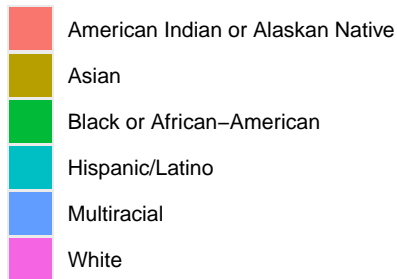 American Indian or Alaskan Native
Asian
Black or African−American
Hispanic/Latino
Multiracial
White